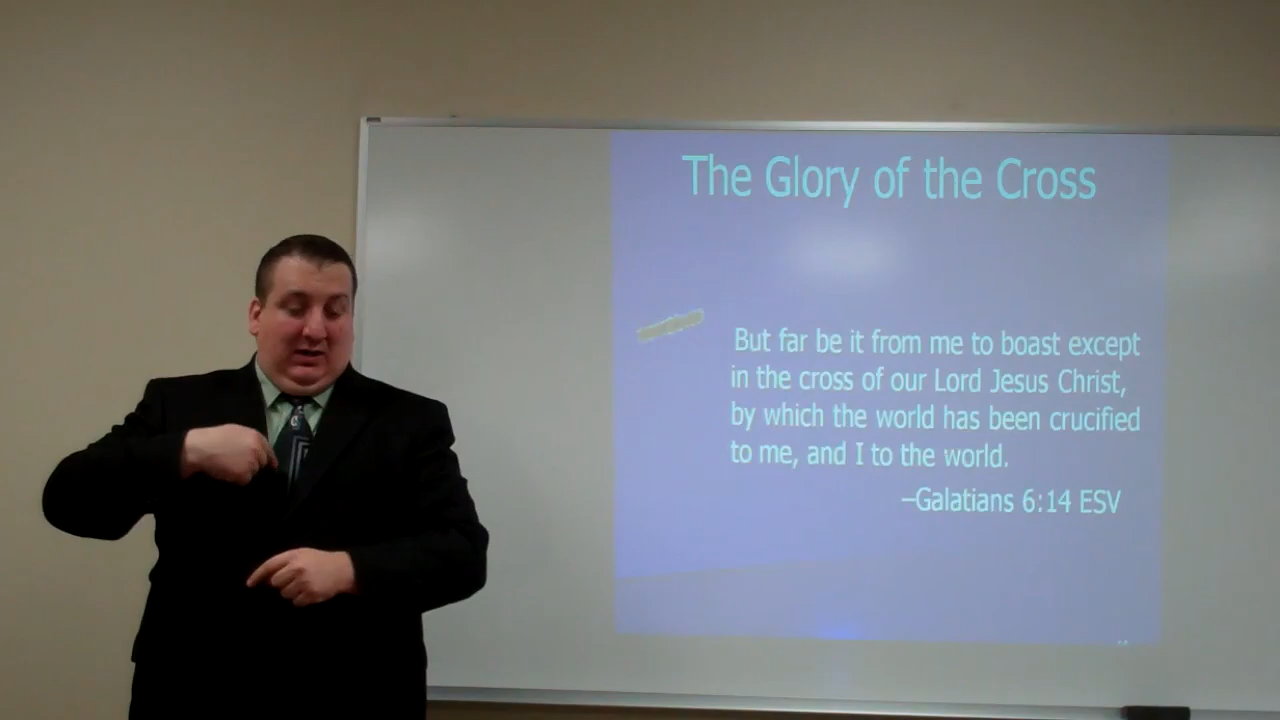 The Glory of the Cross
But far be it from me to boast except
in the cross of our Lord Jesus Christ,
by which the world has been crucified
to me, and I to the world.
–Galatians 6:14 ESV